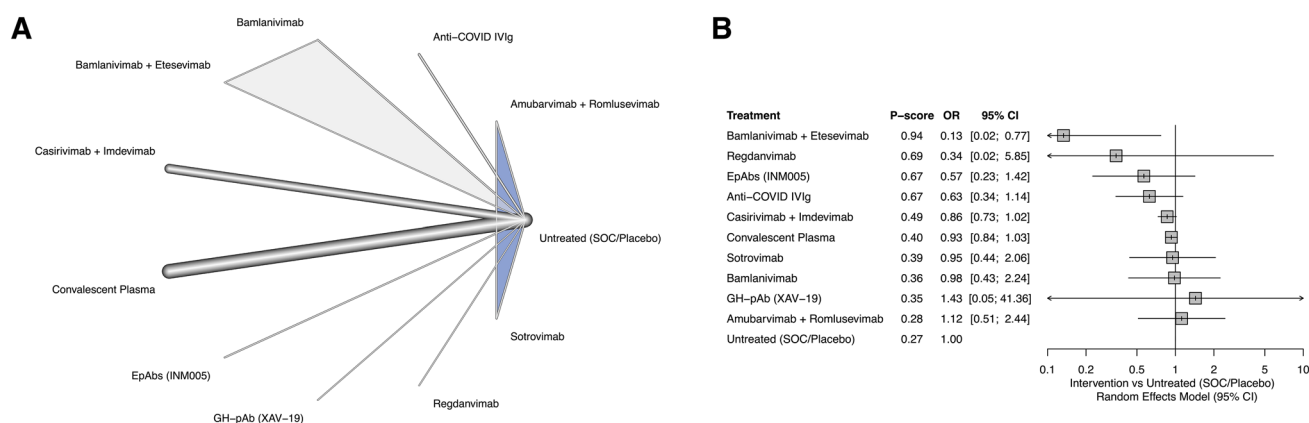 A
Bamlanivimab
Anti−COVID IVIg
Bamlanivimab + Etesevimab
Amubarvimab + Romlusevimab
Casirivimab + Imdevimab
Untreated (SOC/Placebo)
Convalescent Plasma
Sotrovimab
EpAbs (INM005)
Regdanvimab
GH−pAb (XAV−19)
B
Treatment P−score OR 95% CI
Bamlanivimab + Etesevimab 0.94 0.13 [0.02; 0.77]
Regdanvimab 0.69 0.34 [0.02; 5.85]
EpAbs (INM005) 0.67 0.57 [0.23; 1.42]
Anti−COVID IVIg 0.67 0.63 [0.34; 1.14]
Casirivimab + Imdevimab 0.49 0.86 [0.73; 1.02]
Convalescent Plasma 0.40 0.93 [0.84; 1.03]
Sotrovimab 0.39 0.95 [0.44; 2.06]
Bamlanivimab 0.36 0.98 [0.43; 2.24]
GH−pAb (XAV−19) 0.35 1.43 [0.05; 41.36]
Amubarvimab + Romlusevimab 0.28 1.12 [0.51; 2.44]
Untreated (SOC/Placebo) 0.27 1.00
0.1 0.2 0.5 1 2 5 10
Intervention vs Untreated (SOC/Placebo)
Random Effects Model (95% CI)